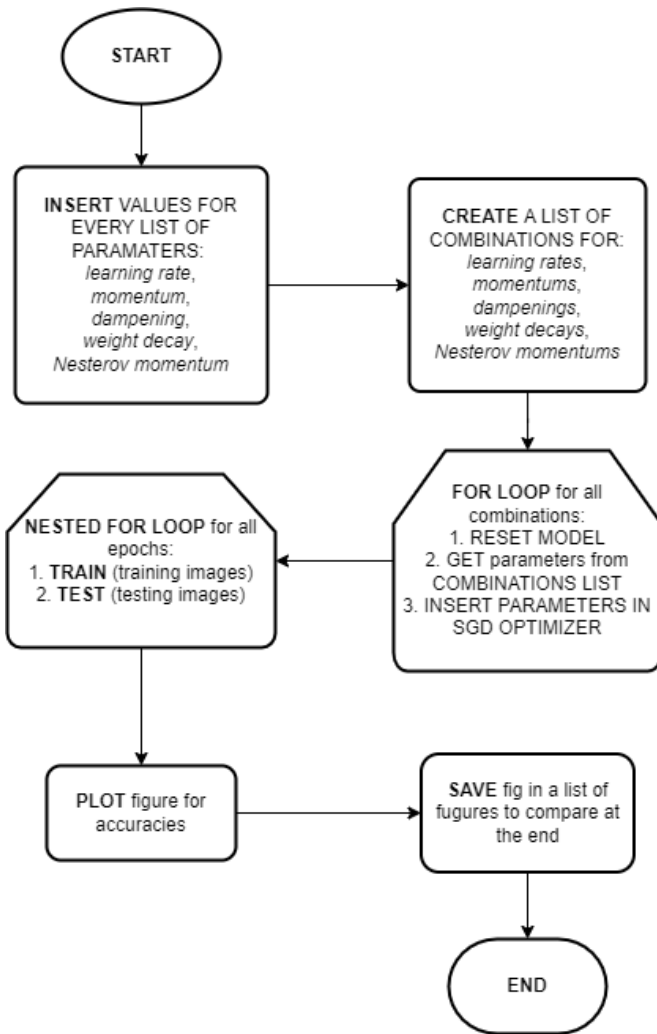 START
INSERT VALUES FOR
EVERY LIST OF
PARAMATERS:
learning rate,
momentum,
dampening,
weight decay,
Nesterov momentum
CREATE A LIST OF
COMBINATIONS FOR:
learning rates,
momentums,
dampenings,
weight decays,
Nesterov momentums
FOR LOOP for all
combinations:
1. RESET MODEL
2. GET parameters from
COMBINATIONS LIST
3. INSERT PARAMETERS IN
SGD OPTIMIZER
NESTED FOR LOOP for all
epochs:
1. TRAIN (training images)
2. TEST (testing images)
PLOT figure for
accuracies
SAVE fig in a list of
fugures to compare at
the end
END